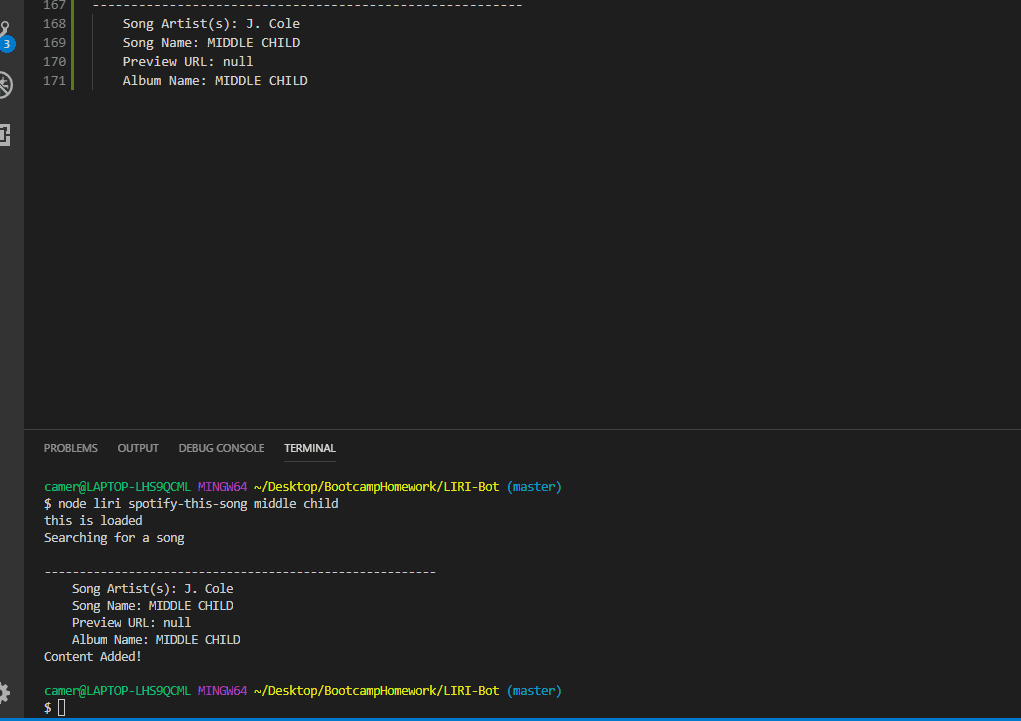 167 --------------------------------------------------------
168 Song Artist(s): J. Cole
169 Song Name: MIDDLE CHILD
170 Preview URL: null
171 Album Name: MIDDLE CHILD
3
PROBLEMS OUTPUT DEBUG CONSOLE TERMINAL
camer@LAPTOP-LHS9QCML MINGW64 ~/Desktop/BootcampHomework/LIRI-Bot (master)
$ node liri spotify-this-song middle child
this is loaded
Searching for a song
--------------------------------------------------------
Song Artist(s): J. Cole
Song Name: MIDDLE CHILD
Preview URL: null
Album Name: MIDDLE CHILD
Content Added!
camer@LAPTOP-LHS9QCML MINGW64 ~/Desktop/BootcampHomework/LIRI-Bot (master)
$